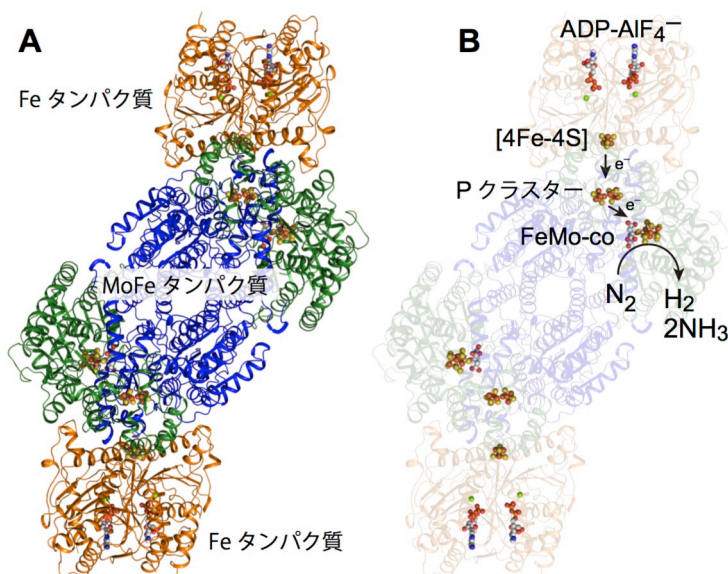 A
Fe タンパク質
MoFe タンパク質
Fe タンパク質
B
ADP-AlF₄⁻
[4Fe-4S]
e⁻
P クラスター
e⁻
FeMo-co
N₂
H₂
2NH₃